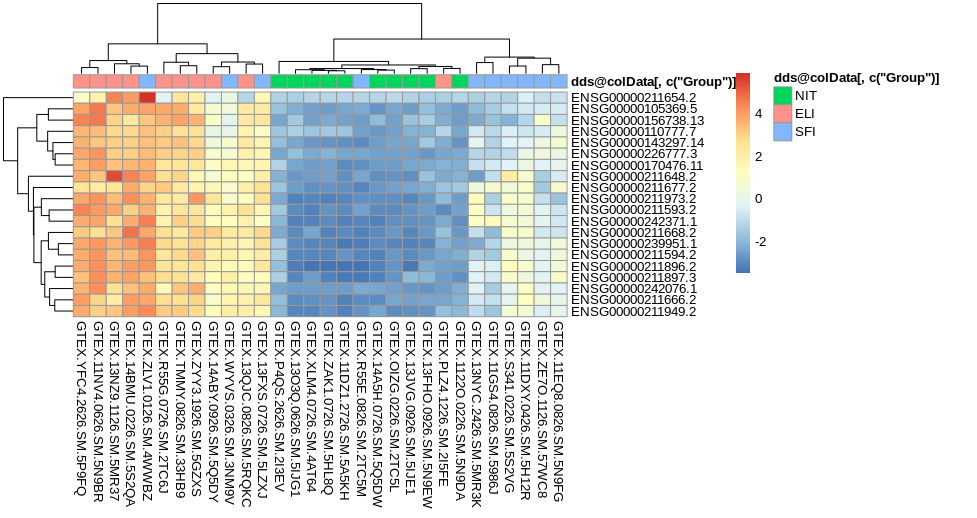 dds@colData[, c("Group")]
dds@colData[, c("Group")]
NIT
ELI
SFI
4
2
0
-2
ENSG00000211654.2
ENSG00000105369.5
ENSG00000156738.13
ENSG00000110777.7
ENSG00000143297.14
ENSG00000226777.3
ENSG00000170476.11
ENSG00000211648.2
ENSG00000211677.2
ENSG00000211973.2
ENSG00000211593.2
ENSG00000242371.1
ENSG00000211668.2
ENSG00000239951.1
ENSG00000211594.2
ENSG00000211896.2
ENSG00000211897.3
ENSG00000242076.1
ENSG00000211666.2
ENSG00000211949.2
GTEX.YFC4.2626.SM.5P9FQ
GTEX.11NV4.0626.SM.5N9BR
GTEX.13NZ9.1126.SM.5MR37
GTEX.14BMU.0226.SM.5S2QA
GTEX.ZLV1.0126.SM.4WWBZ
GTEX.R55G.0726.SM.2TC6J
GTEX.TMMY.0826.SM.33HB9
GTEX.ZYY3.1926.SM.5GZXS
GTEX.14ABY.0926.SM.5Q5DY
GTEX.WYVS.0326.SM.3NM9V
GTEX.13QJC.0826.SM.5RQKC
GTEX.13FXS.0726.SM.5LZXJ
GTEX.P4QS.2626.SM.2I3EV
GTEX.13O3Q.0626.SM.5IJG1
GTEX.XLM4.0726.SM.4AT64
GTEX.ZAK1.0726.SM.5HL8Q
GTEX.11DZ1.2726.SM.5A5KH
GTEX.R55E.0826.SM.2TC5M
GTEX.14A5H.0726.SM.5Q5DW
GTEX.OIZG.0226.SM.2TC5L
GTEX.13JVG.0926.SM.5IJE1
GTEX.13FHO.0926.SM.5N9EW
GTEX.PLZ4.1226.SM.2I5FE
GTEX.1122O.0226.SM.5N9DA
GTEX.13NYC.2426.SM.5MR3K
GTEX.11GS4.0826.SM.5986J
GTEX.S341.0226.SM.5S2VG
GTEX.11DXY.0426.SM.5H12R
GTEX.ZE7O.1126.SM.57WC8
GTEX.11EQ8.0826.SM.5N9FG